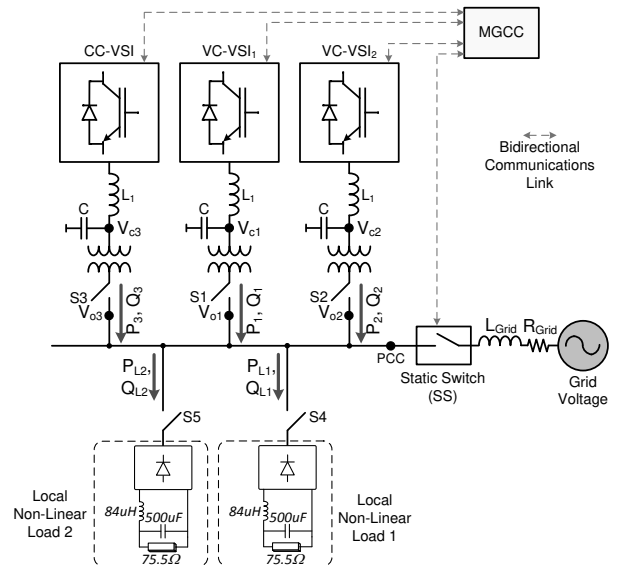 MGCC
CC-VSI
VC-VSI₁
VC-VSI₂
Bidirectional
Communications
Link
L₁
L₁
L₁
C
C
C
Vc3
Vc1
Vc2
S3
S1
S2
Vo3
Vo1
Vo2
P₃, Q₃
P₁, Q₁
P₂, Q₂
PCC
LGrid
RGrid
Static Switch
(SS)
Grid
Voltage
PL2,
QL2
PL1,
QL1
S5
S4
Local
Non-Linear
Load 2
84uH
500uF
75.5Ω
84uH
500uF
75.5Ω
Local
Non-Linear
Load 1